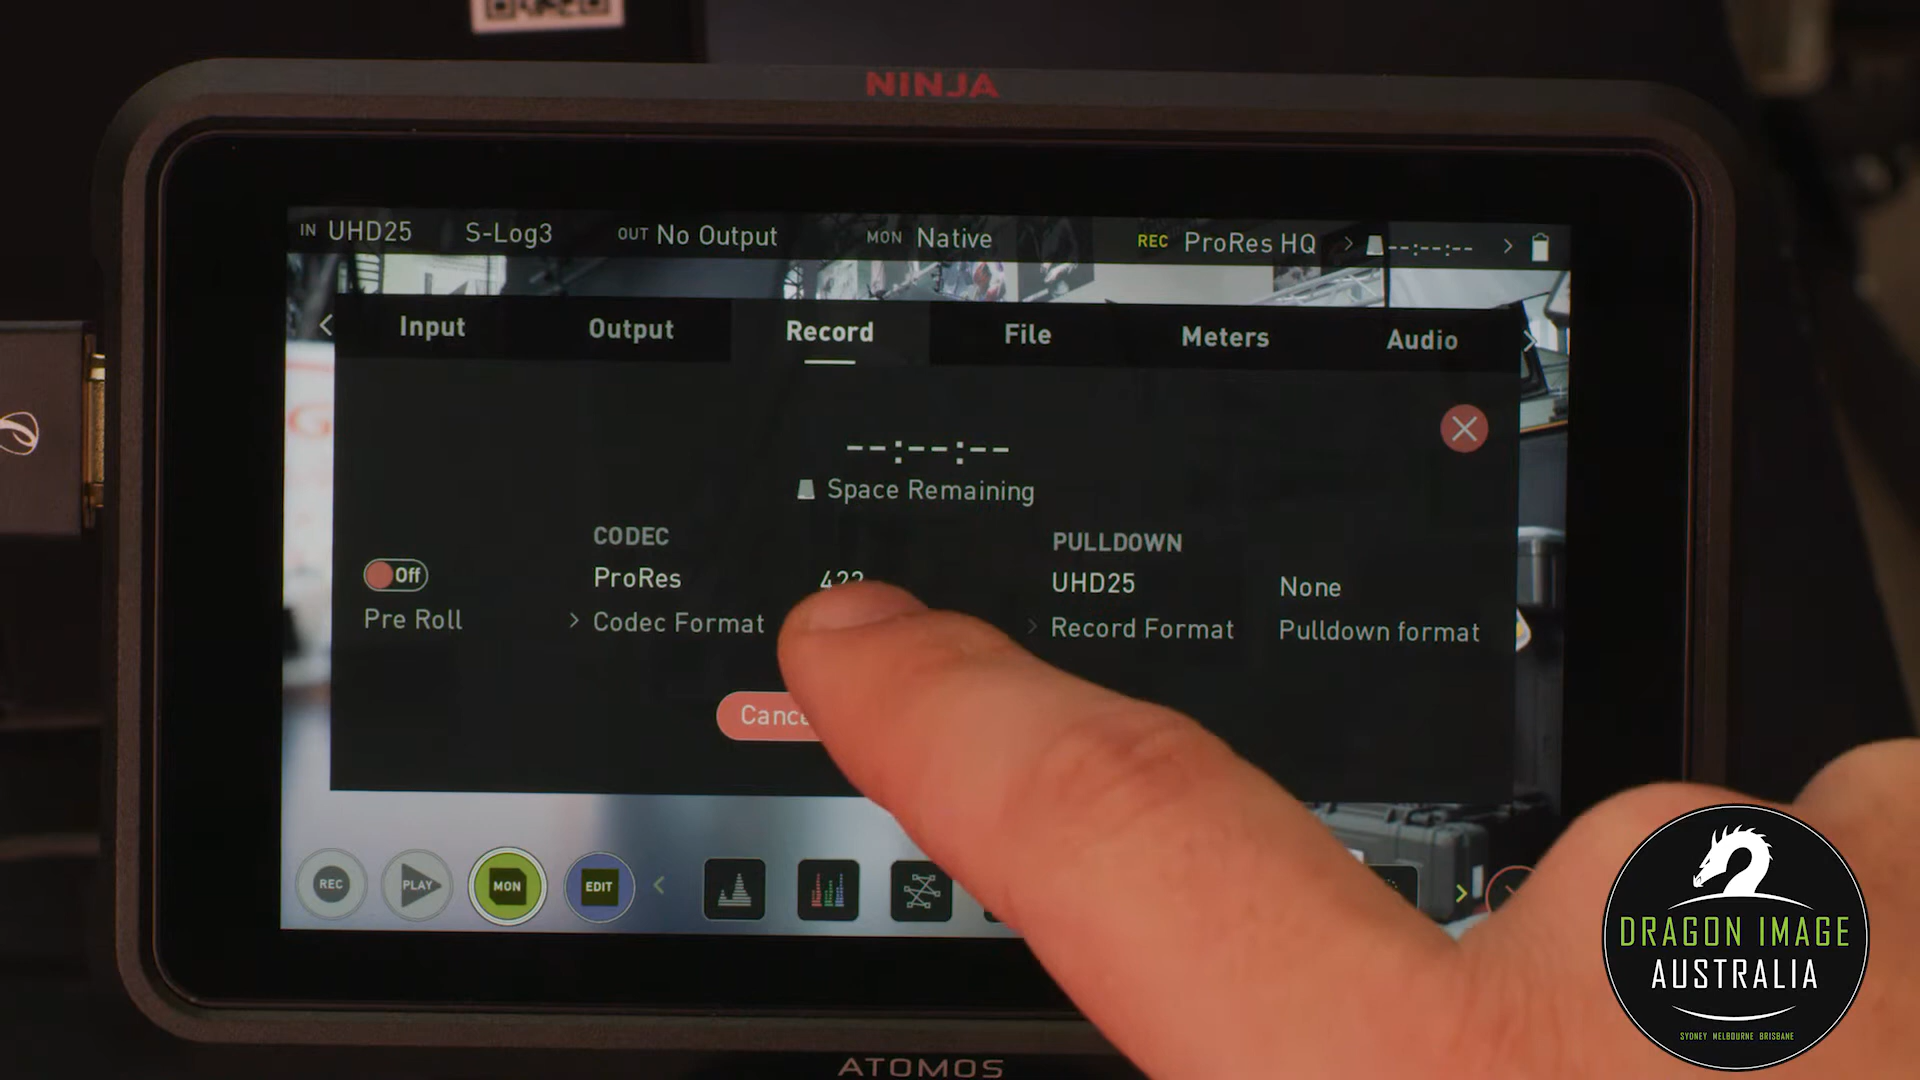 NINJA
IN UHD25 S-Log3 OUT No Output MON Native REC ProRes HQ --:--:--
Input Output Record File Meters Audio
--:--:--
Space Remaining
CODEC PULLDOWN
Off ProRes 422 UHD25 None
Pre Roll Codec Format Record Format Pulldown format
REC PLAY MON EDIT
DRAGON IMAGE
AUSTRALIA
SYDNEY MELBOURNE BRISBANE
ATOMOS